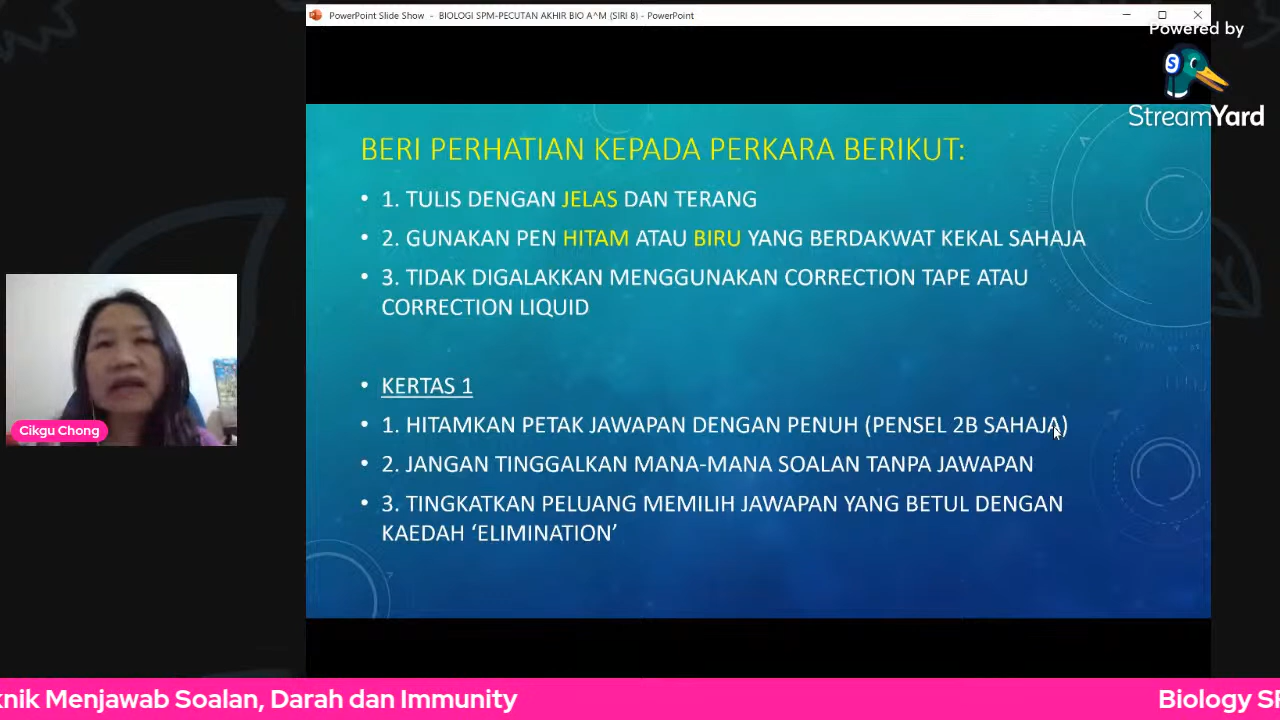 PowerPoint Slide Show - BIOLOGI SPM-PECUTAN AKHIR BIO A^M (SIRI 8) - PowerPoint
Powered by
S
StreamYard
BERI PERHATIAN KEPADA PERKARA BERIKUT:
• 1. TULIS DENGAN JELAS DAN TERANG
• 2. GUNAKAN PEN HITAM ATAU BIRU YANG BERDAKWAT KEKAL SAHAJA
• 3. TIDAK DIGALAKKAN MENGGUNAKAN CORRECTION TAPE ATAU
CORRECTION LIQUID
• KERTAS 1
• 1. HITAMKAN PETAK JAWAPAN DENGAN PENUH (PENSEL 2B SAHAJA)
• 2. JANGAN TINGGALKAN MANA-MANA SOALAN TANPA JAWAPAN
• 3. TINGKATKAN PELUANG MEMILIH JAWAPAN YANG BETUL DENGAN
KAEDAH ‘ELIMINATION’
Cikgu Chong
knik Menjawab Soalan, Darah dan Immunity
Biology SP